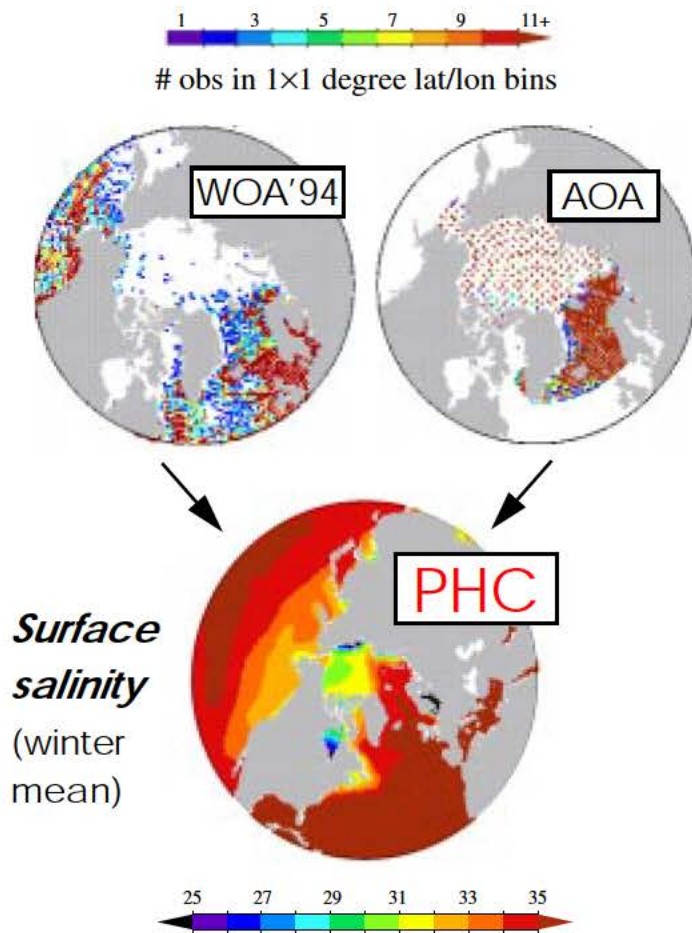 1 3 5 7 9 11+
# obs in 1×1 degree lat/lon bins
WOA'94
AOA
PHC
Surface
salinity
(winter
mean)
25 27 29 31 33 35